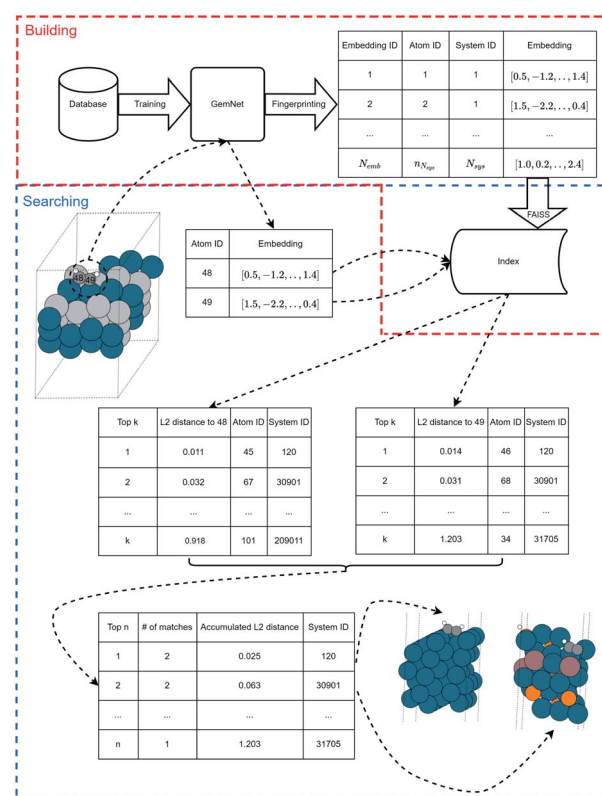 Building
Database
Training
GemNet
Fingerprinting
Embedding ID Atom ID System ID Embedding
1 1 1 [0.5, −1.2, . . , 1.4]
2 2 1 [1.5, −2.2, . . , 0.4]
... ... ...
N_emb n_{N_sys} N_sys [1.0, 0.2, . . , 2.4]
FAISS
Index
Searching
48 49
Atom ID Embedding
48 [0.5, −1.2, . . , 1.4]
49 [1.5, −2.2, . . , 0.4]
Top k L2 distance to 48 Atom ID System ID
1 0.011 45 120
2 0.032 67 30901
... ... ... ...
k 0.918 101 209011
Top k L2 distance to 49 Atom ID System ID
1 0.014 46 120
2 0.031 68 30901
... ... ... ...
k 1.203 34 31705
Top n # of matches Accumulated L2 distance System ID
1 2 0.025 120
2 2 0.063 30901
... ... ... ...
n 1 1.203 31705